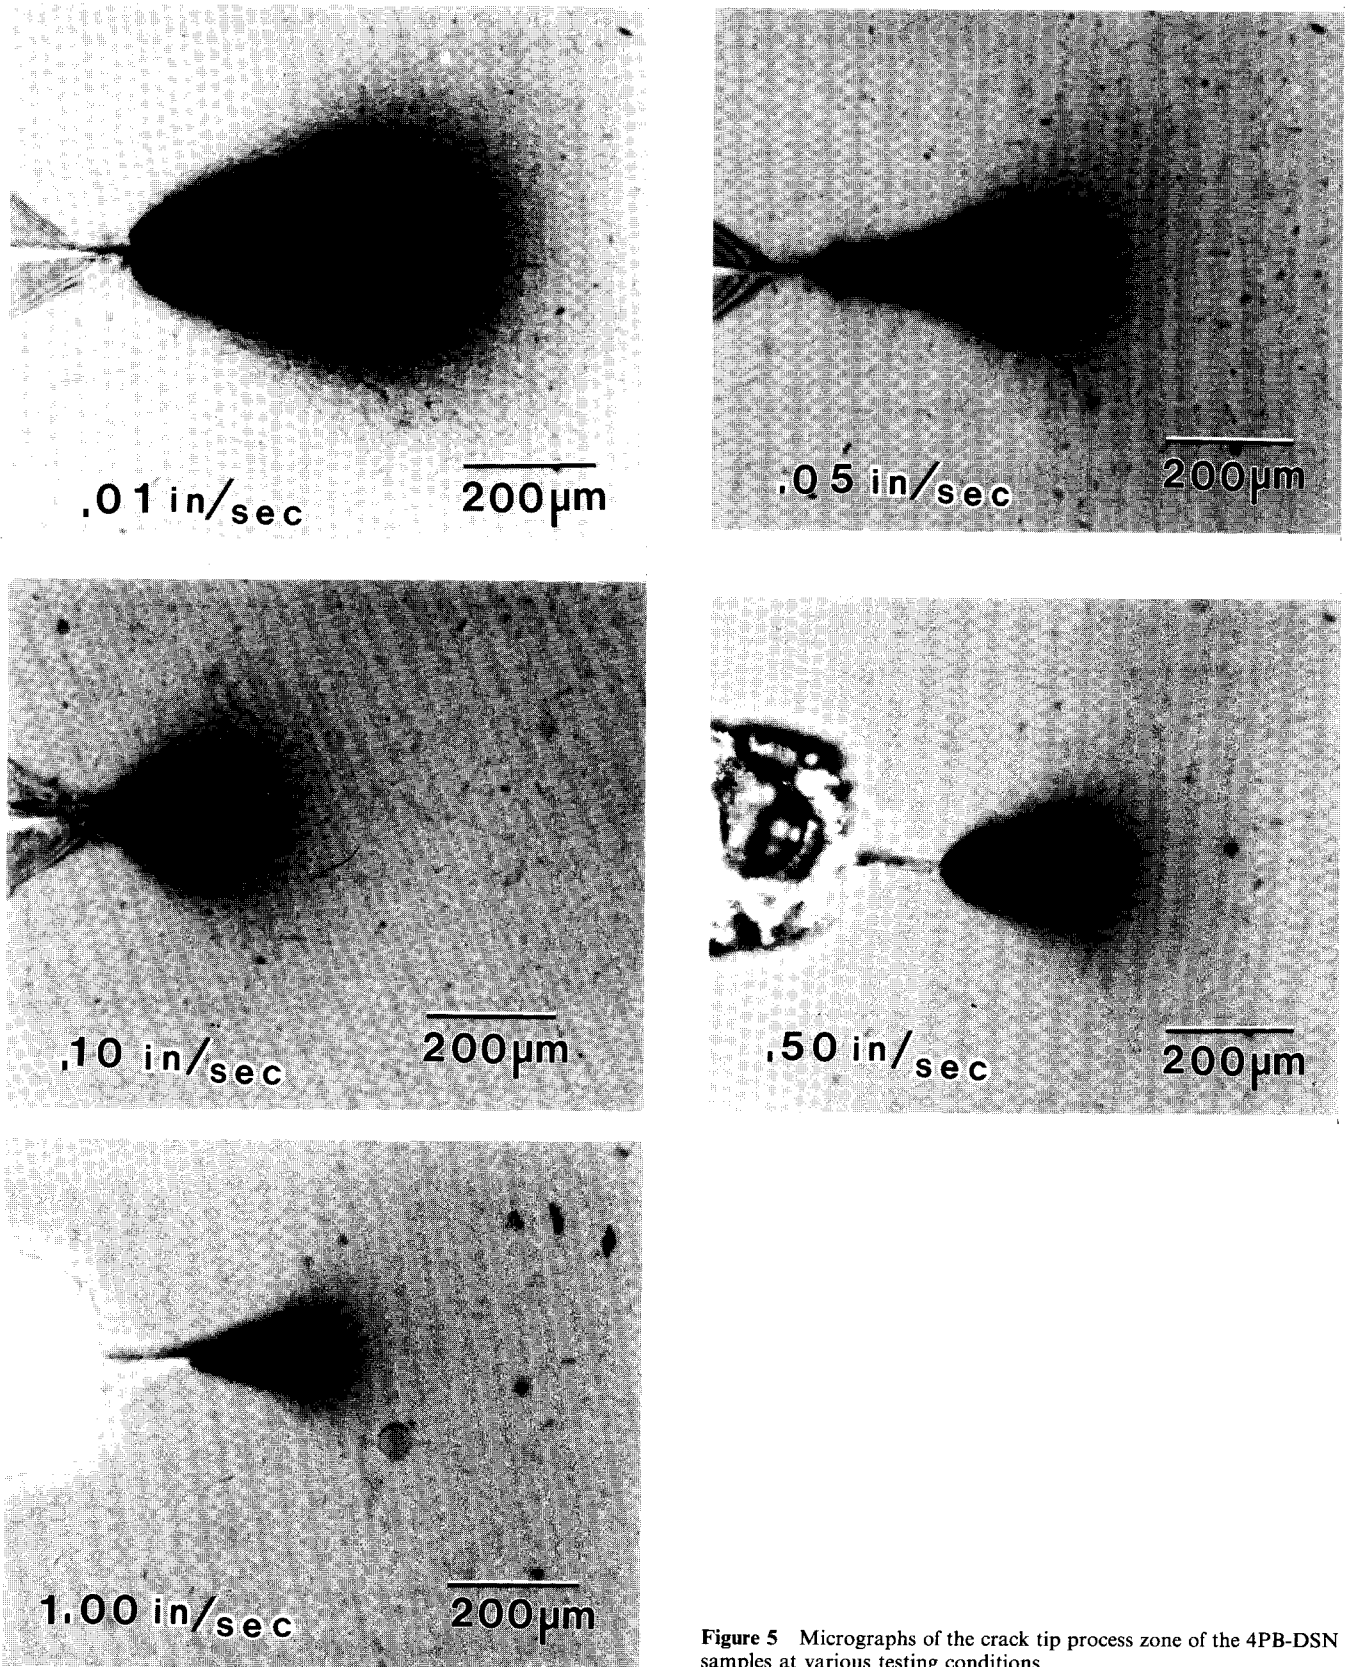 .01 in/sec
200µm
.05 in/sec
200µm
.10 in/sec
200µm
.50 in/sec
200µm
1.00 in/sec
200µm
Figure 5 Micrographs of the crack tip process zone of the 4PB-DSN
samples at various testing conditions